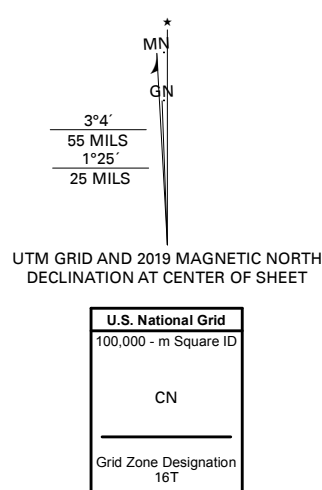 MN
GN
3°4´
55 MILS
1°25´
25 MILS
UTM GRID AND 2019 MAGNETIC NORTH
DECLINATION AT CENTER OF SHEET
U.S. National Grid
100,000 - m Square ID
CN
Grid Zone Designation
16T